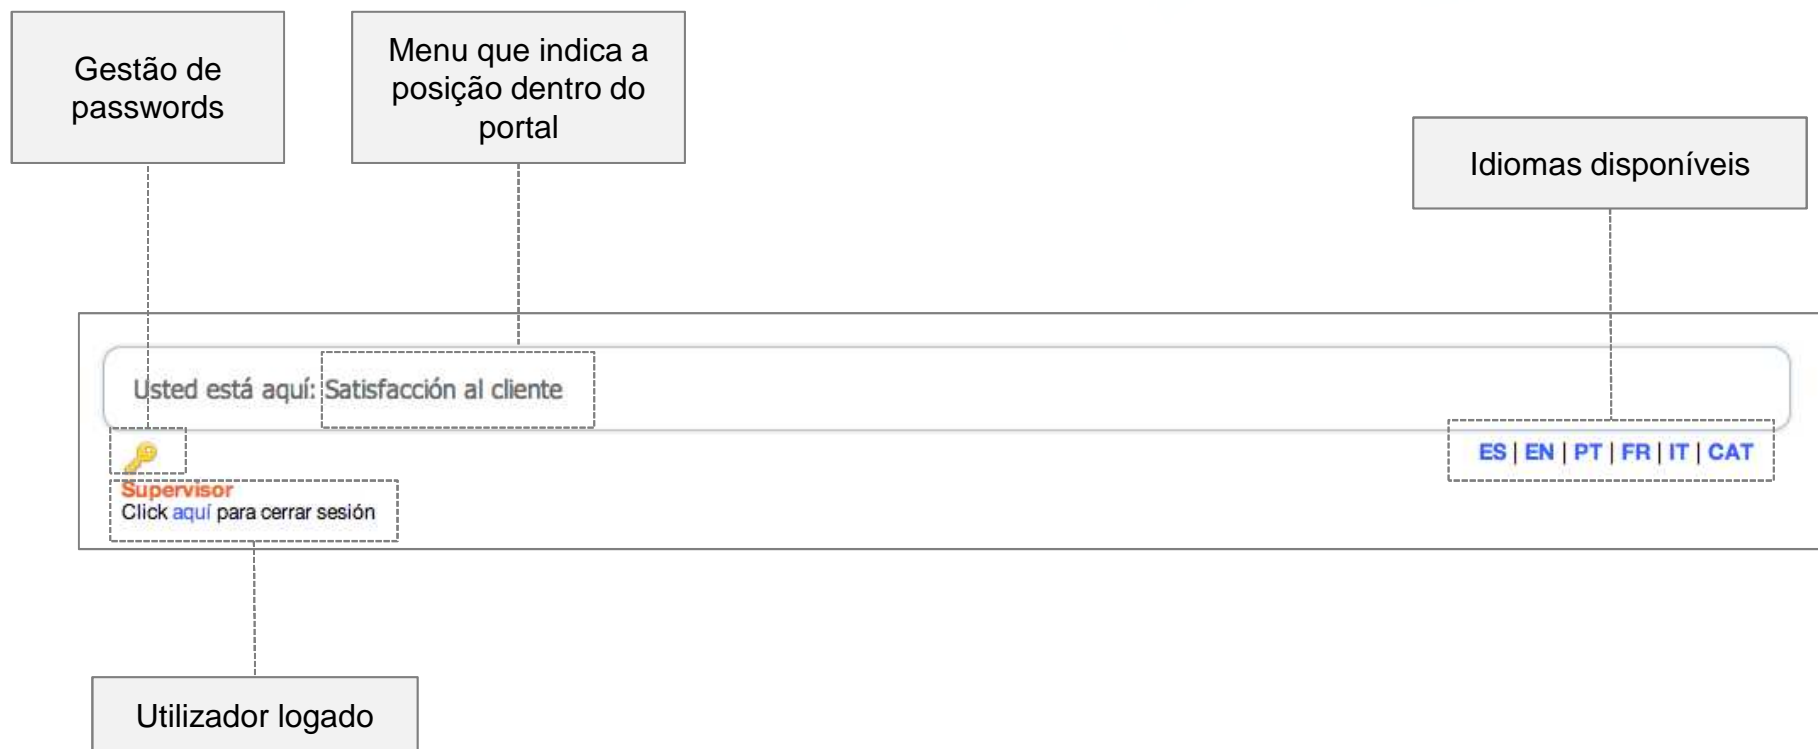 Gestão de
passwords
Menu que indica a
posição dentro do
portal
Idiomas disponíveis
Usted está aquí: Satisfacción al cliente
ES | EN | PT | FR | IT | CAT
Supervisor
Click aquí para cerrar sesión
Utilizador logado